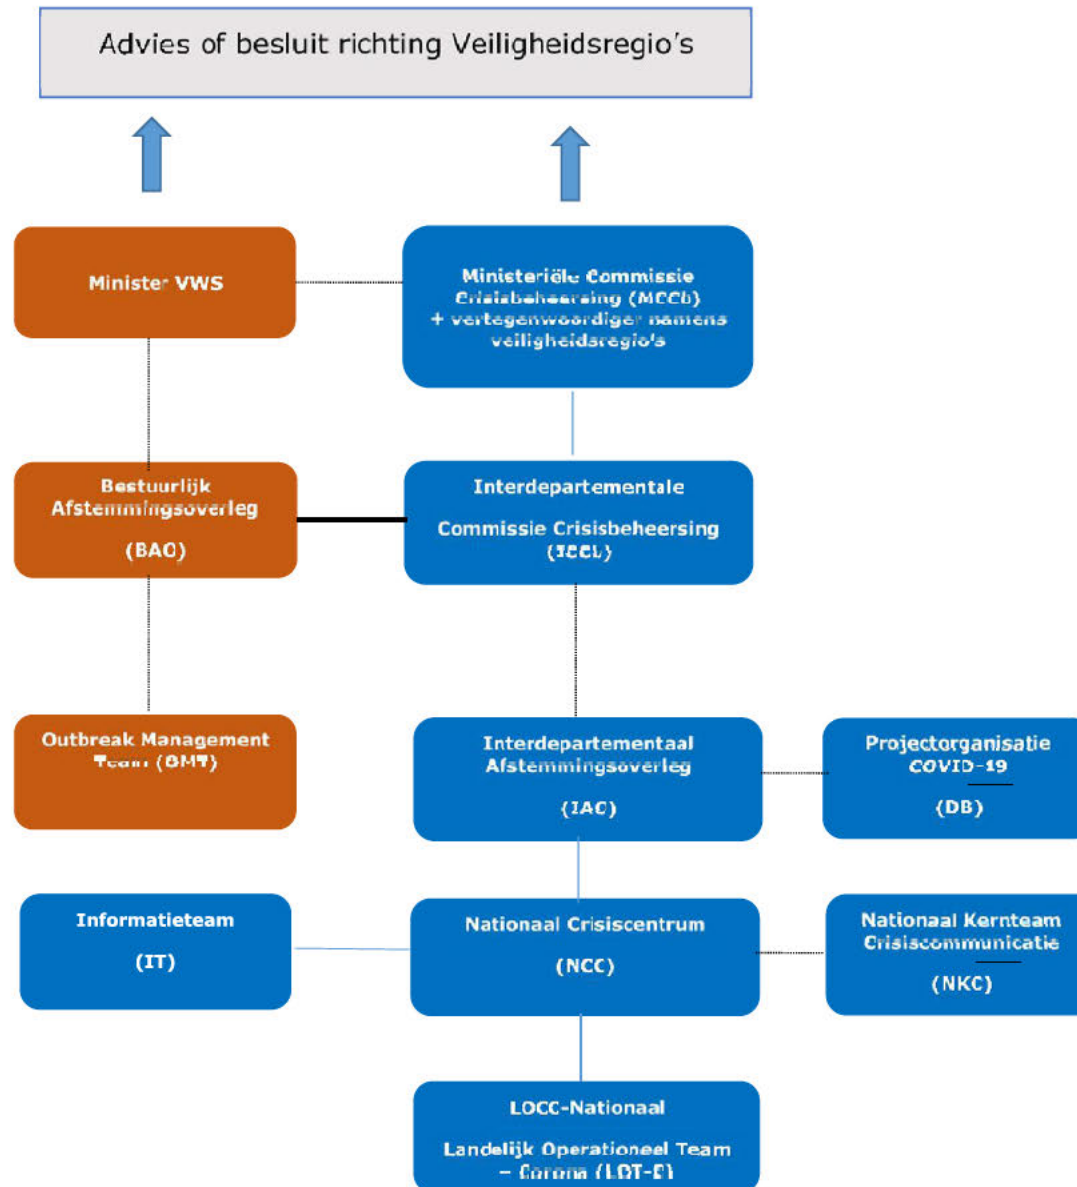 Advies of besluit richting Veiligheidsregio's
Minister VWS
Ministeriële Commissie
Crisisbeheersing (MCCb)
+ vertegenwoordiger namens
veiligheidsregio's
Bestuurlijk
Afstemmingsoverleg
(BAO)
Interdepartementale
Commissie Crisisbeheersing
(ICCb)
Outbreak Management
Team (OMT)
Interdepartementaal
Afstemmingsoverleg
(IAO)
Projectorganisatie
COVID-19
(DB)
Informatieteam
(IT)
Nationaal Crisiscentrum
(NCC)
Nationaal Kernteam
Crisiscommunicatie
(NKC)
LOCC-Nationaal
Landelijk Operationeel Team
– Corona (LOT-C)